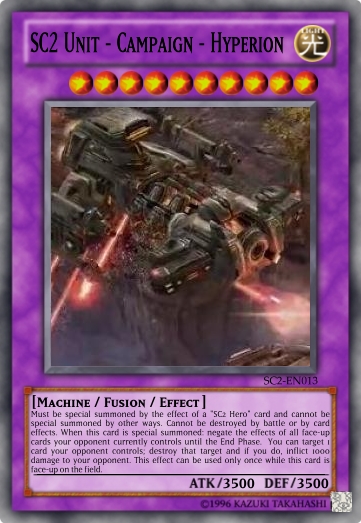 SC2 Unit - Campaign - Hyperion
LIGHT
光
SC2-EN013
[Machine / Fusion / Effect]
Must be special summoned by the effect of a "SC2 Hero" card and cannot be
special summoned by other ways. Cannot be destroyed by battle or by card
effects. When this card is special summoned: negate the effects of all face-up
cards your opponent currently controls until the End Phase. You can target 1
card your opponent controls; destroy that target and if you do, inflict 1000
damage to your opponent. This effect can be used only once while this card is
face-up on the field.
ATK/3500 DEF/3500
©1996 KAZUKI TAKAHASHI